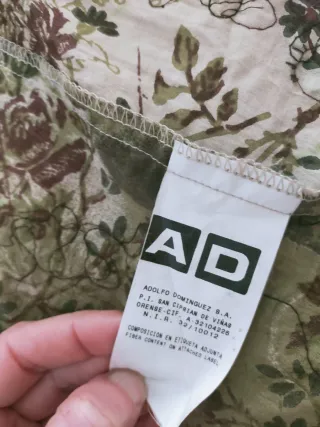 AD
ADOLFO DOMINGUEZ S.A.
P.I. SAN CIPRIAN DE VIÑAS
ORENSE-CIF. A.32104226
N.I.R. 32/10012
COMPOSICION EN ETIQUETA ADJUNTA
FIBER CONTENT ON ATTACHED LABEL